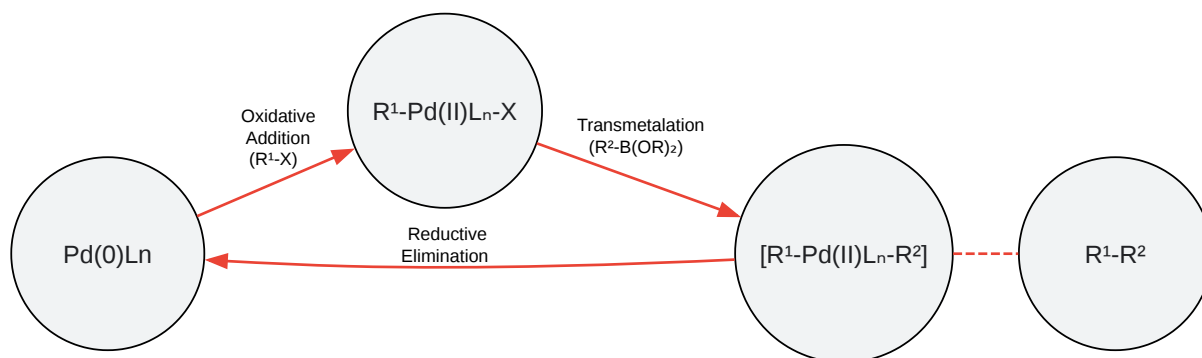 Oxidative
Addition
(R¹-X)
R¹-Pd(II)Lₙ-X
Transmetalation
(R²-B(OR)₂)
Pd(0)Ln
Reductive
Elimination
[R¹-Pd(II)Lₙ-R²]
R¹-R²